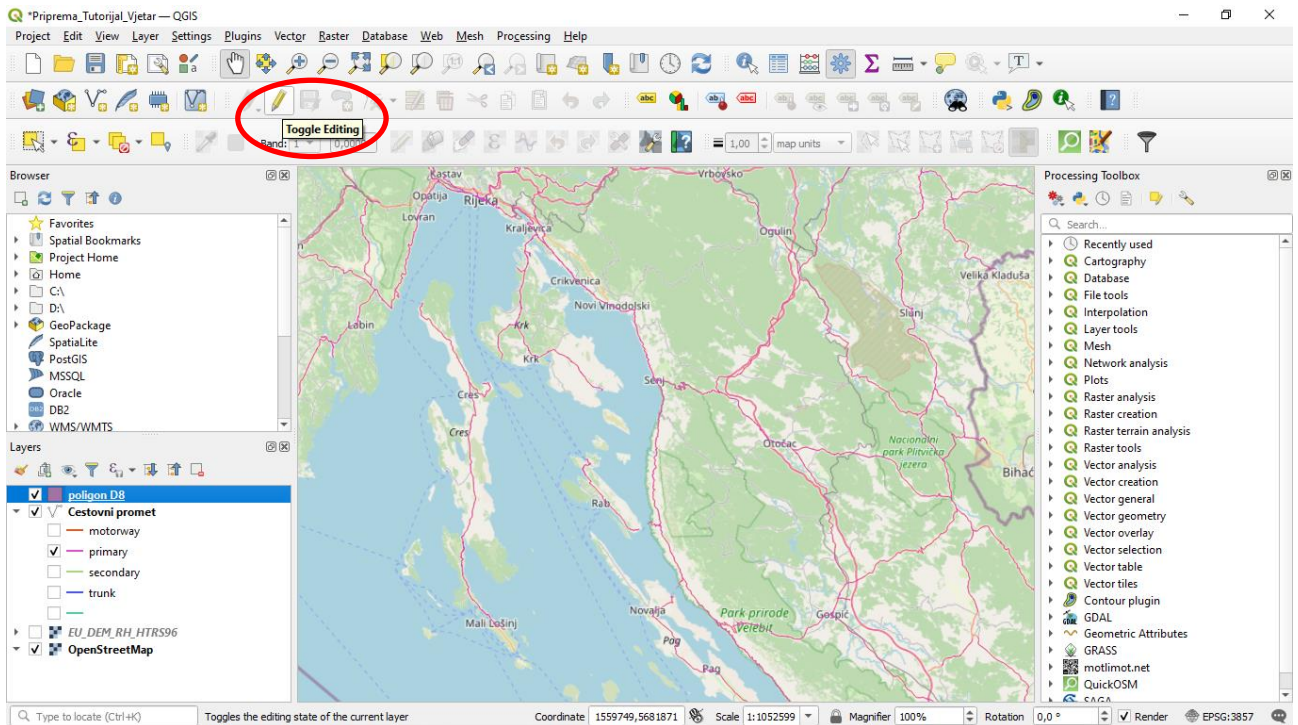 *Priprema_Tutorijal_Vjetar — QGIS
Project Edit View Layer Settings Plugins Vector Raster Database Web Mesh Processing Help
Toggle Editing
Band: 1 0,0000
1,00 map units
Browser
Favorites
Spatial Bookmarks
Project Home
Home
C:\
D:\
GeoPackage
SpatiaLite
PostGIS
MSSQL
Oracle
DB2
WMS/WMTS
Layers
poligon D8
Cestovni promet
motorway
primary
secondary
trunk
EU_DEM_RH_HTRS96
OpenStreetMap
Kastav
Vrbovsko
Opatija
Rijeka
Lovran
Kraljevica
Ogulin
Velika Kladuša
Crikvenica
Novi Vinodolski
Slunj
Labin
Krk
Krk
Senj
Cres
Cres
Otočac
Nacionalni
park Plitvička
jezera
Bihać
Rab
Novalja
Park prirode
Velebit
Gospić
Mali Lošinj
Pag
Pag
Processing Toolbox
Search...
Recently used
Cartography
Database
File tools
Interpolation
Layer tools
Mesh
Network analysis
Plots
Raster analysis
Raster creation
Raster terrain analysis
Raster tools
Vector analysis
Vector creation
Vector general
Vector geometry
Vector overlay
Vector selection
Vector table
Vector tiles
Contour plugin
GDAL
Geometric Attributes
GRASS
motlimot.net
QuickOSM
SAGA
Type to locate (Ctrl+K) Toggles the editing state of the current layer Coordinate 1559749,5681871 Scale 1:1052599 Magnifier 100% Rotation 0,0 ° Render EPSG:3857